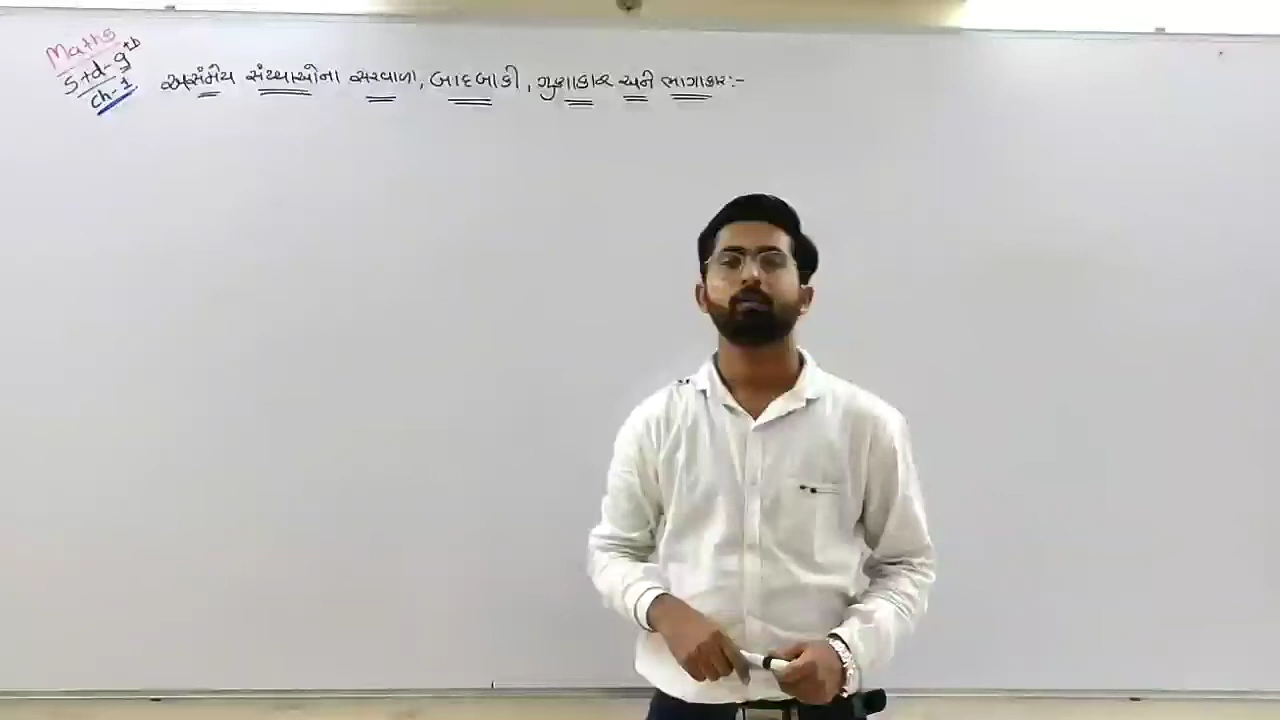 Maths
Std-9th
ch-1
અસંમેય સંખ્યાઓના સરવાળા, બાદબાકી, ગુણાકાર અને ભાગાકાર:-